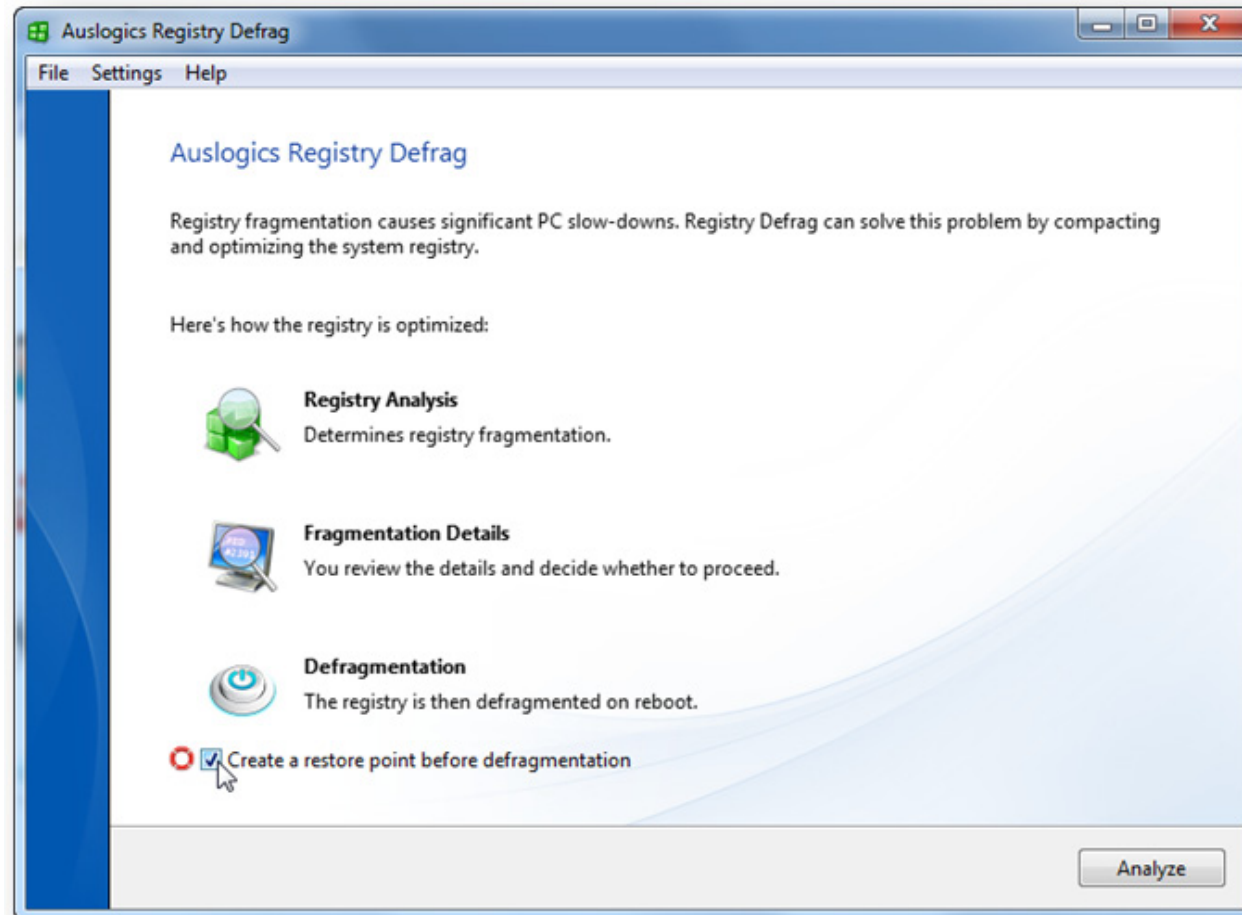 Auslogics Registry Defrag
File Settings Help
Auslogics Registry Defrag
Registry fragmentation causes significant PC slow-downs. Registry Defrag can solve this problem by compacting
and optimizing the system registry.
Here's how the registry is optimized:
Registry Analysis
Determines registry fragmentation.
Fragmentation Details
You review the details and decide whether to proceed.
Defragmentation
The registry is then defragmented on reboot.
Create a restore point before defragmentation
Analyze